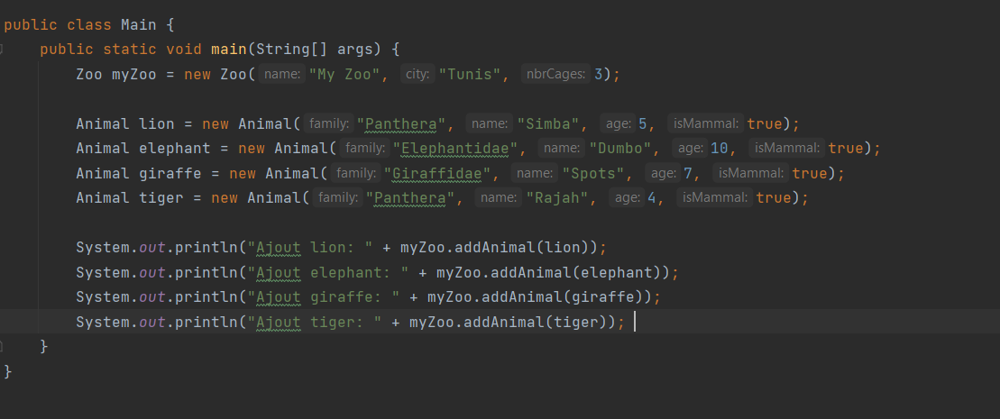 public class Main {
public static void main(String[] args) {
Zoo myZoo = new Zoo( name: "My Zoo", city: "Tunis", nbrCages: 3);
Animal lion = new Animal( family: "Panthera", name: "Simba", age: 5, isMammal: true);
Animal elephant = new Animal( family: "Elephantidae", name: "Dumbo", age: 10, isMammal: true);
Animal giraffe = new Animal( family: "Giraffidae", name: "Spots", age: 7, isMammal: true);
Animal tiger = new Animal( family: "Panthera", name: "Rajah", age: 4, isMammal: true);
System.out.println("Ajout lion: " + myZoo.addAnimal(lion));
System.out.println("Ajout elephant: " + myZoo.addAnimal(elephant));
System.out.println("Ajout giraffe: " + myZoo.addAnimal(giraffe));
System.out.println("Ajout tiger: " + myZoo.addAnimal(tiger));
}
}